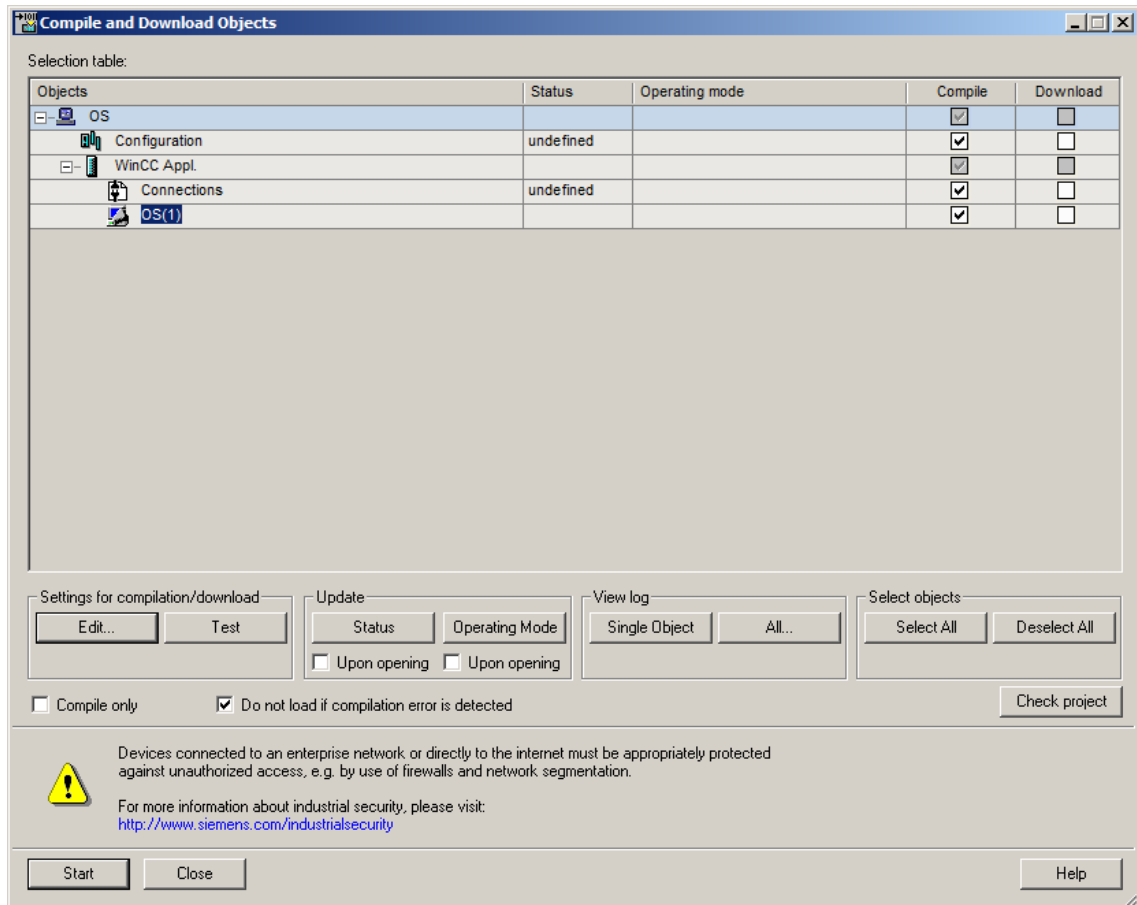 Compile and Download Objects
Selection table:
Objects Status Operating mode Compile Download
OS
Configuration undefined
WinCC Appl.
Connections undefined
OS(1)
Settings for compilation/download Update View log Select objects
Edit... Test Status Operating Mode Single Object All... Select All Deselect All
Upon opening Upon opening
Compile only Do not load if compilation error is detected Check project
Devices connected to an enterprise network or directly to the internet must be appropriately protected
against unauthorized access, e.g. by use of firewalls and network segmentation.
For more information about industrial security, please visit:
http://www.siemens.com/industrialsecurity
Start Close Help